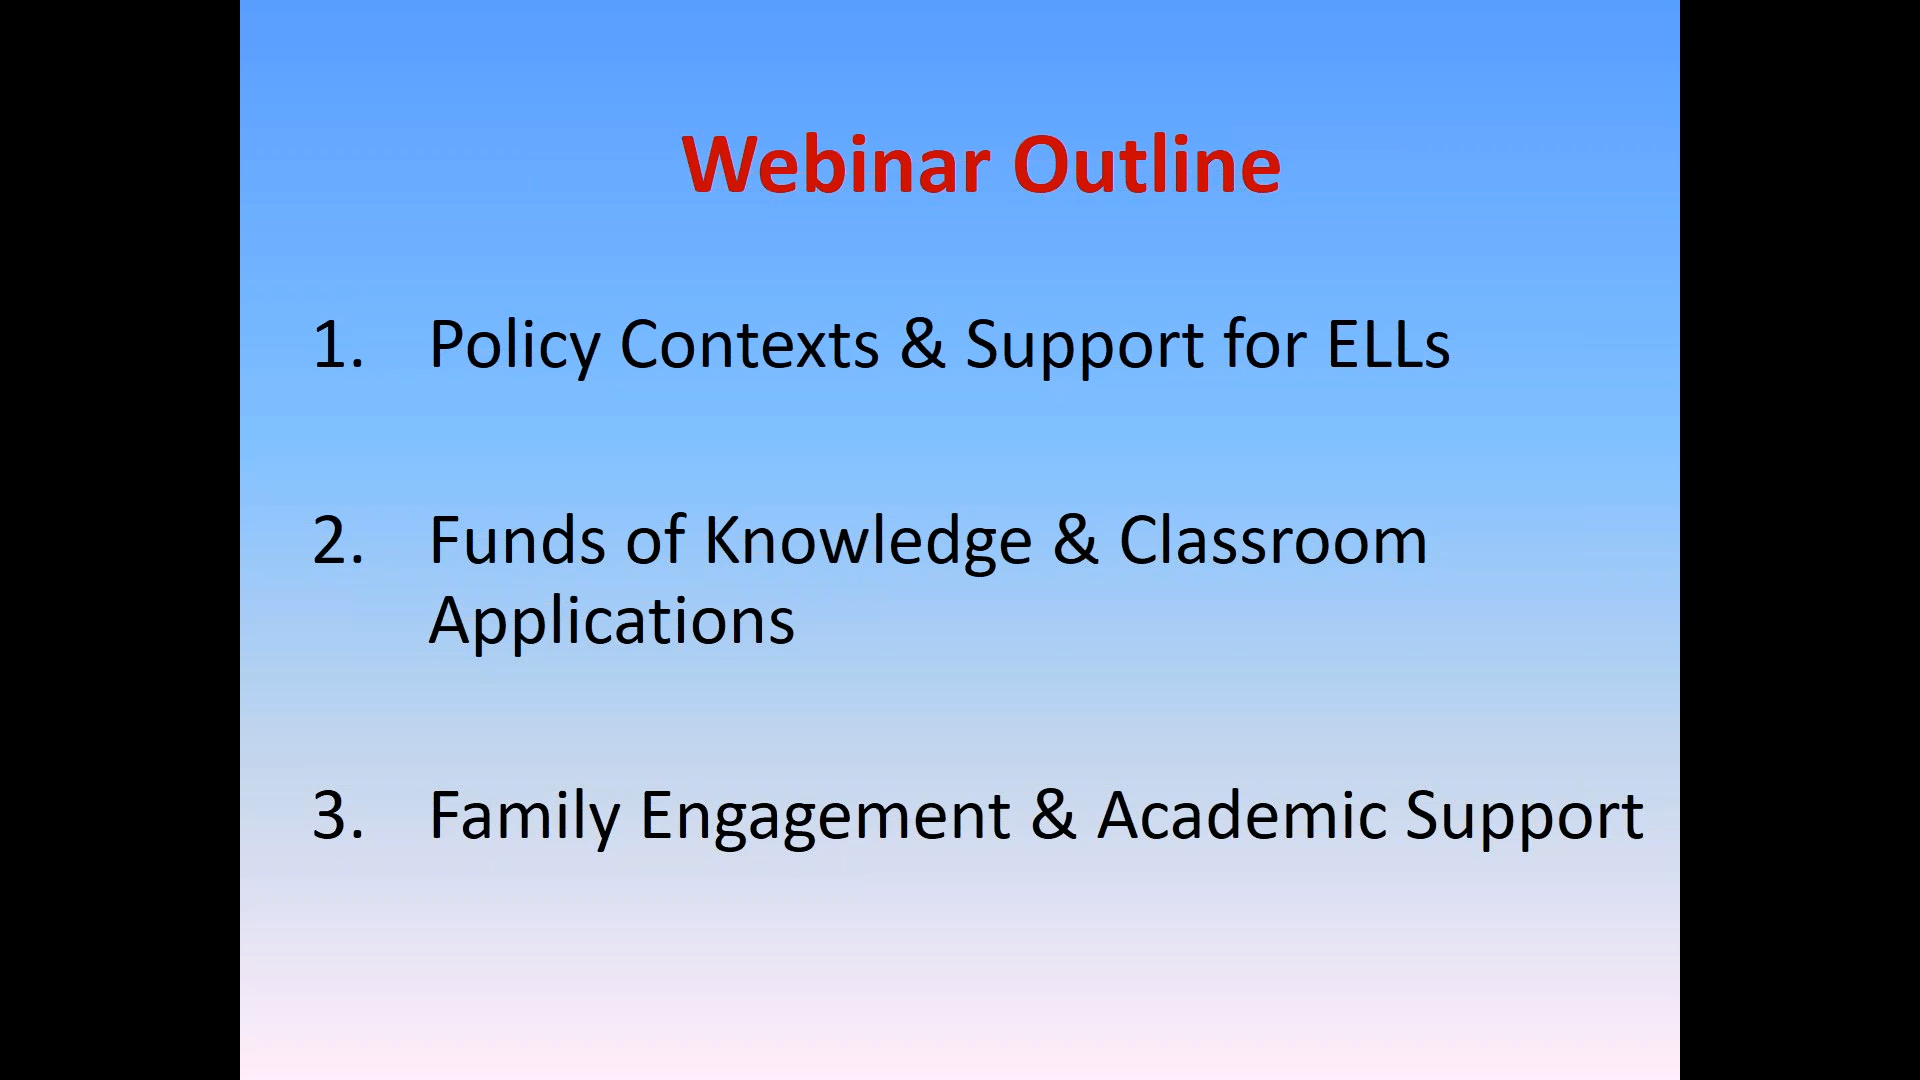 Webinar Outline
1. Policy Contexts & Support for ELLs
2. Funds of Knowledge & Classroom
Applications
3. Family Engagement & Academic Support